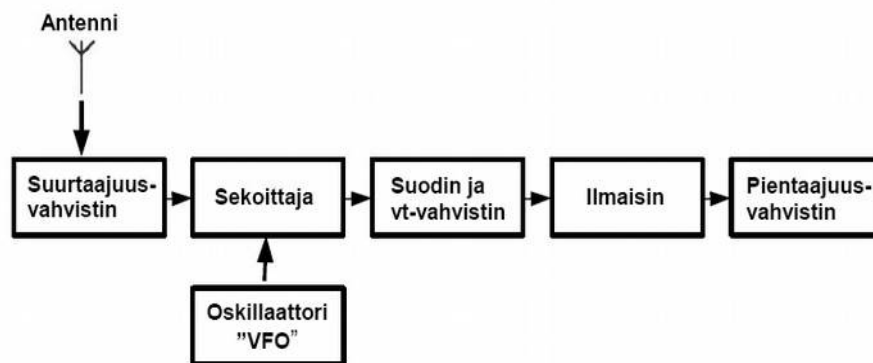 Antenni
Suurtaajuus-
vahvistin
Sekoittaja
Suodin ja
vt-vahvistin
Ilmaisin
Pientaajuus-
vahvistin
Oskillaattori
”VFO”